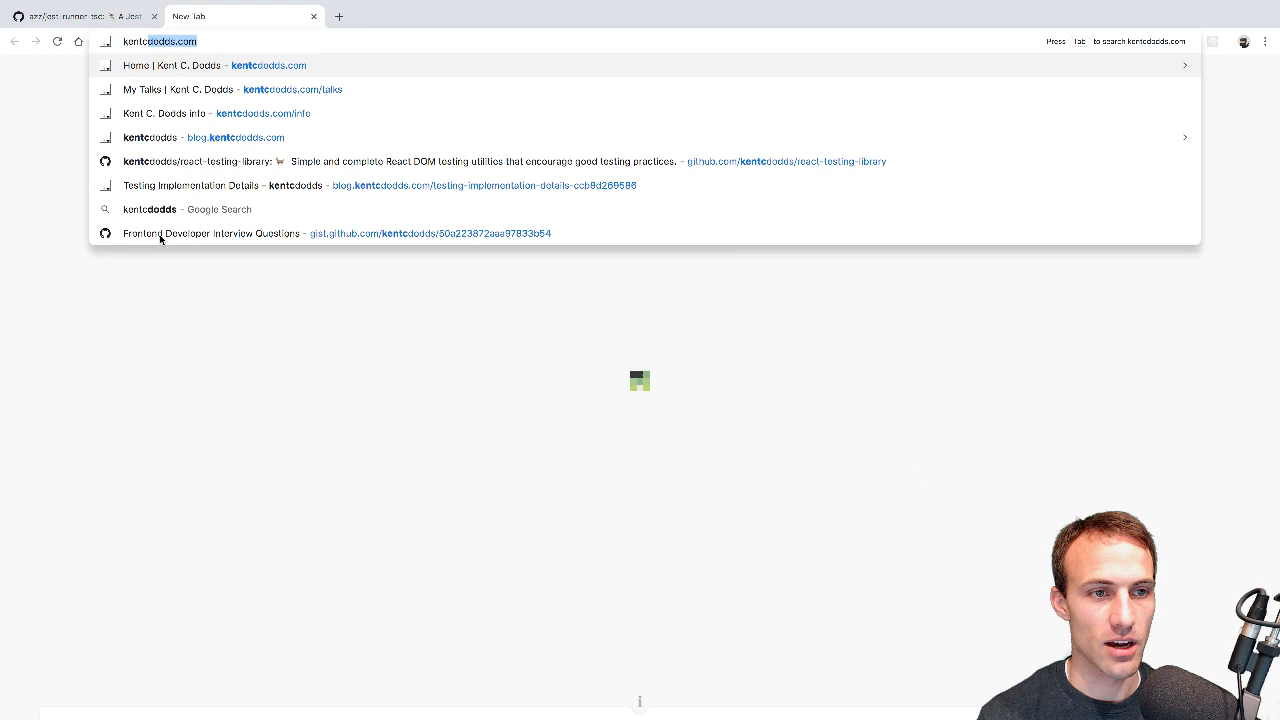 azz/jest-runner-tsc: A Jest
New Tab
kentcdodds.com
Press Tab to search kentcdodds.com
Home | Kent C. Dodds - kentcdodds.com
My Talks | Kent C. Dodds - kentcdodds.com/talks
Kent C. Dodds info - kentcdodds.com/info
kentcdodds - blog.kentcdodds.com
kentcdodds/react-testing-library: 🐐 Simple and complete React DOM testing utilities that encourage good testing practices. - github.com/kentcdodds/react-testing-library
Testing Implementation Details – kentcdodds - blog.kentcdodds.com/testing-implementation-details-ccb8d269586
kentcdodds - Google Search
Frontend Developer Interview Questions - gist.github.com/kentcdodds/50a223872aaa97833b54